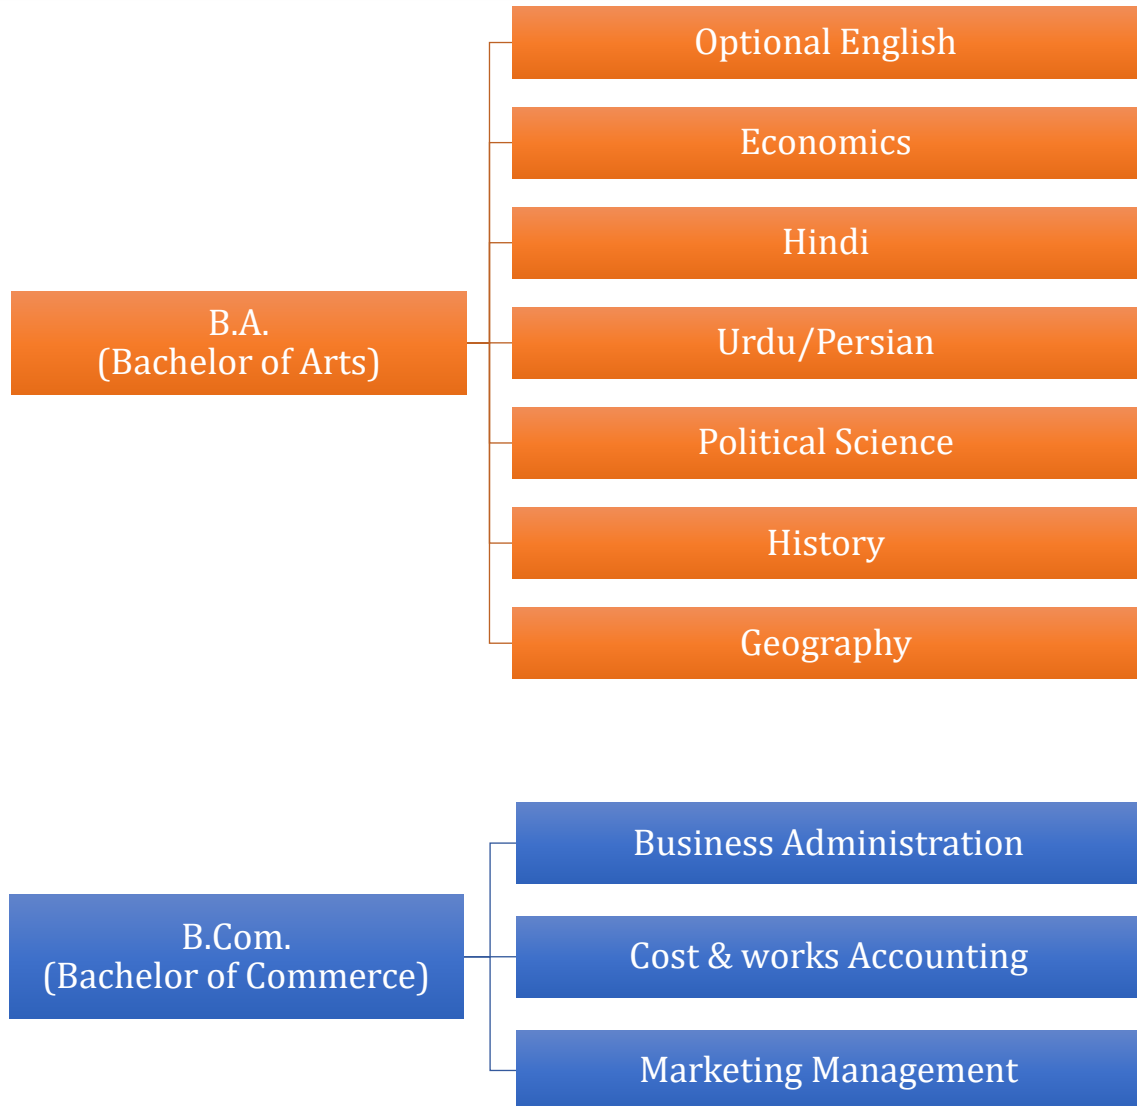 B.A.
(Bachelor of Arts)
Optional English
Economics
Hindi
Urdu/Persian
Political Science
History
Geography
B.Com.
(Bachelor of Commerce)
Business Administration
Cost & works Accounting
Marketing Management